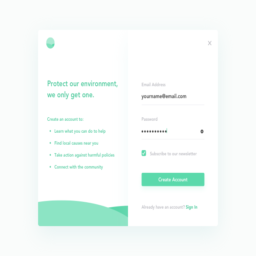 Protect our environment,
we only get one.
Create an account to:
Learn what you can do to help
Find local issues near you
Take action against harmful policies
Connect with the community
Email Address
yourname@email.com
Password
Subscribe to our newsletter
Create Account
Already have an account? Sign In